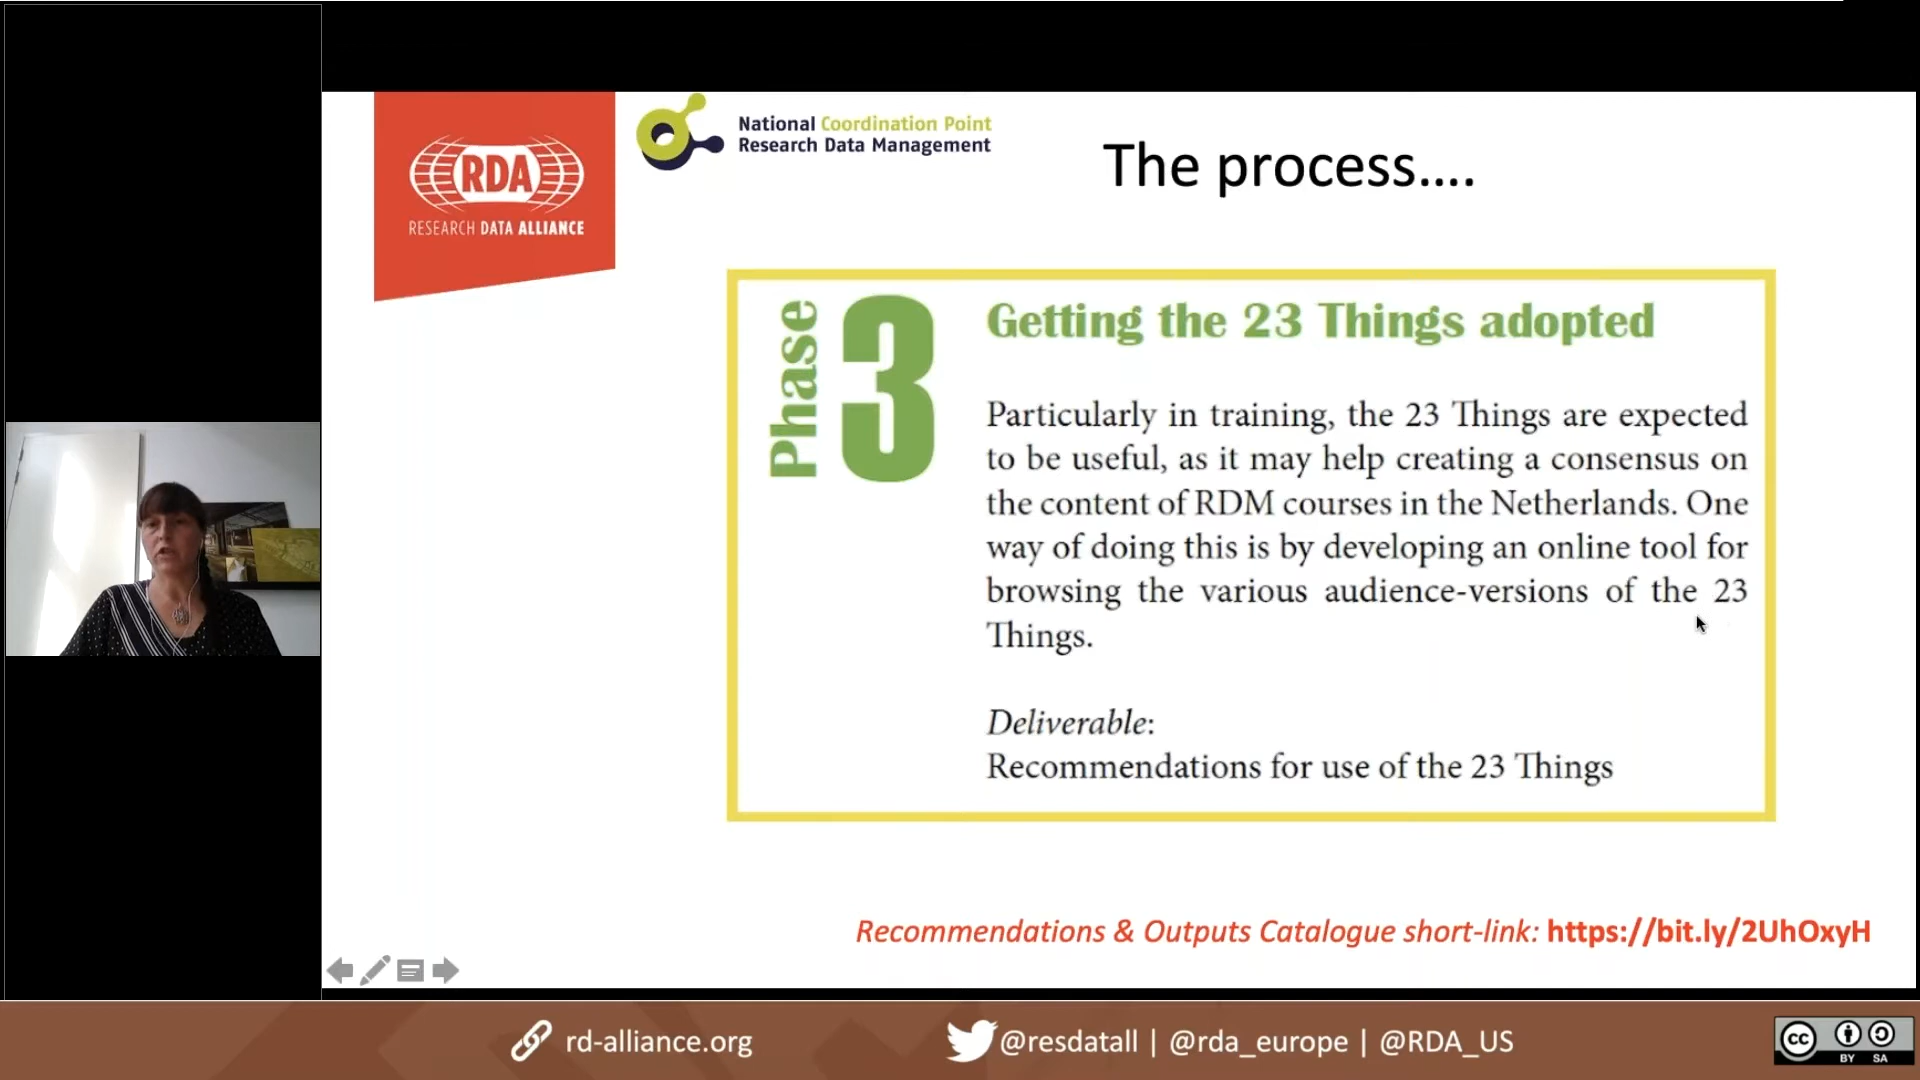 RDA
RESEARCH DATA ALLIANCE
National Coordination Point
Research Data Management
The process....
Phase
3
Getting the 23 Things adopted
Particularly in training, the 23 Things are expected
to be useful, as it may help creating a consensus on
the content of RDM courses in the Netherlands. One
way of doing this is by developing an online tool for
browsing the various audience-versions of the 23
Things.
Deliverable:
Recommendations for use of the 23 Things
Recommendations & Outputs Catalogue short-link: https://bit.ly/2UhOxyH
rd-alliance.org
@resdatall | @rda_europe | @RDA_US
cc
BY SA